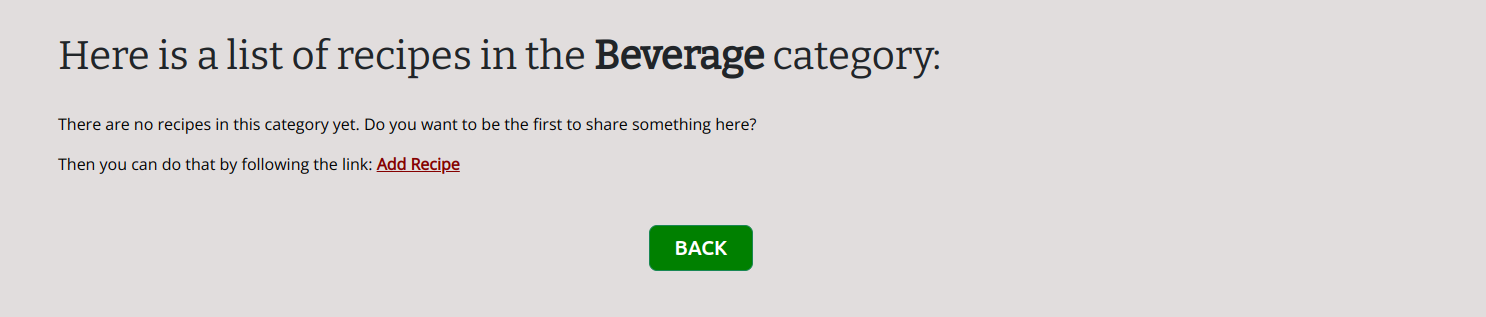 Here is a list of recipes in the Beverage category:
There are no recipes in this category yet. Do you want to be the first to share something here?
Then you can do that by following the link: Add Recipe
BACK